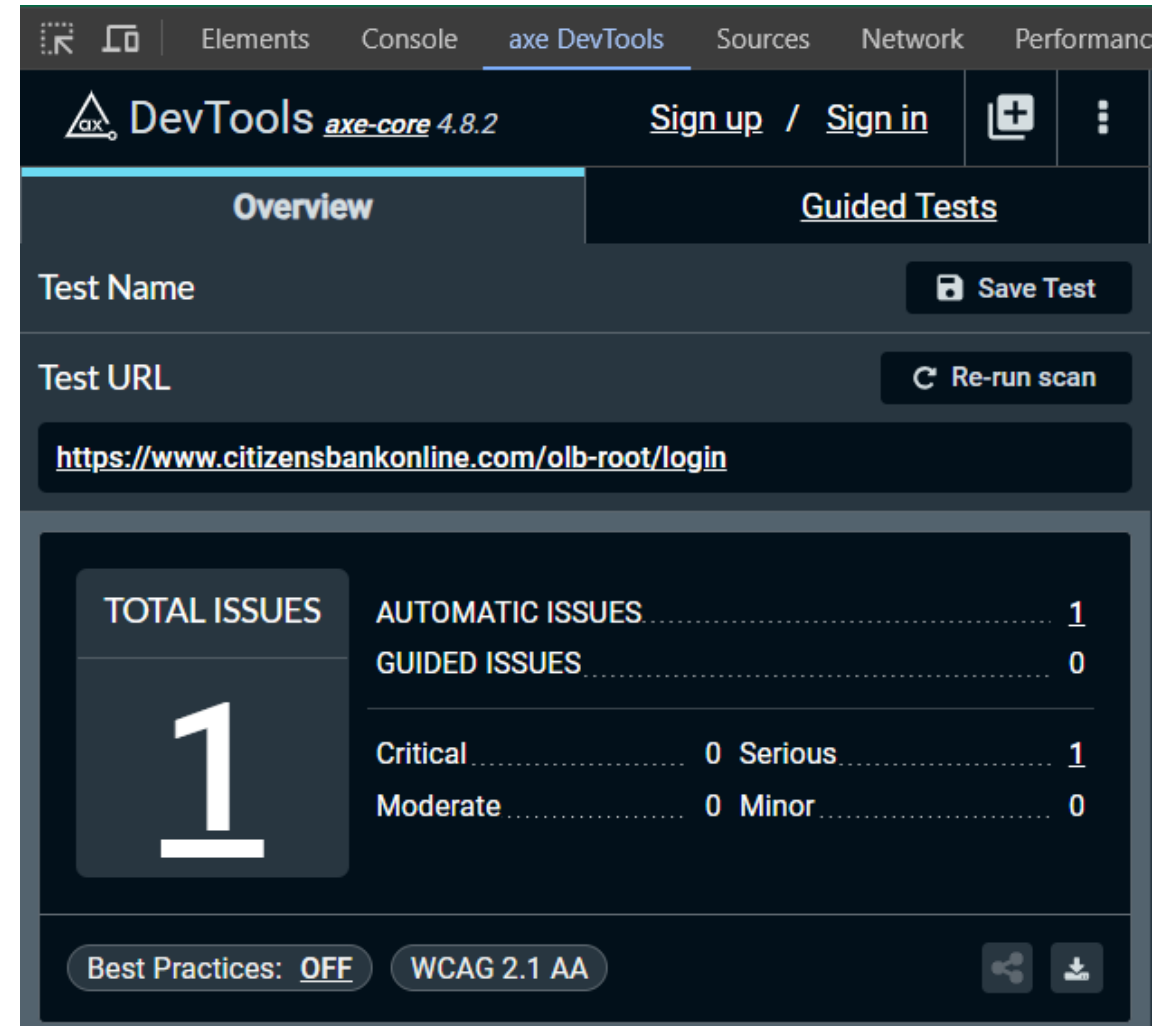 Elements Console axe DevTools Sources Network Performanc
ax DevTools axe-core 4.8.2 Sign up / Sign in
Overview Guided Tests
Test Name Save Test
Test URL Re-run scan
https://www.citizensbankonline.com/olb-root/login
TOTAL ISSUES
1
AUTOMATIC ISSUES 1
GUIDED ISSUES 0
Critical 0 Serious 1
Moderate 0 Minor 0
Best Practices: OFF WCAG 2.1 AA